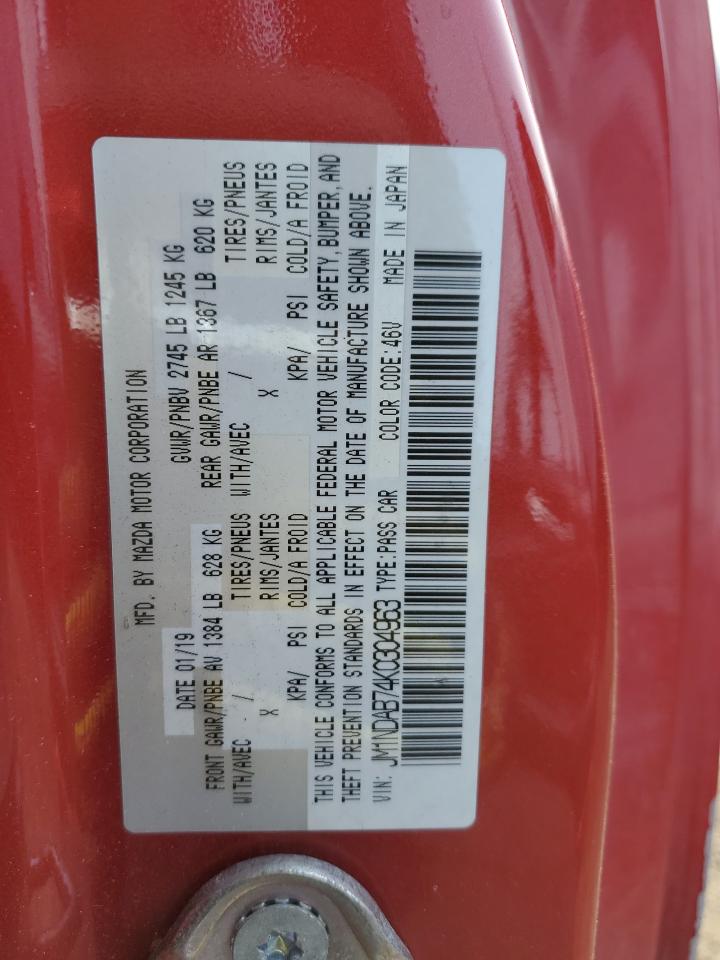 MFD. BY MAZDA MOTOR CORPORATION
DATE 01/19 GVWR/PNBV 2745 LB 1245 KG
FRONT GAWR/PNBE AV 1384 LB 628 KG REAR GAWR/PNBE AR 1367 LB 620 KG
WITH/AVEC / TIRES/PNEUS WITH/AVEC / TIRES/PNEUS
X RIMS/JANTES X RIMS/JANTES
KPA/ PSI COLD/A FROID KPA/ PSI COLD/A FROID
THIS VEHICLE CONFORMS TO ALL APPLICABLE FEDERAL MOTOR VEHICLE SAFETY, BUMPER, AND
THEFT PREVENTION STANDARDS IN EFFECT ON THE DATE OF MANUFACTURE SHOWN ABOVE.
VIN: JM1NDAB74K0304963 TYPE:PASS CAR COLOR CODE:46V MADE IN JAPAN